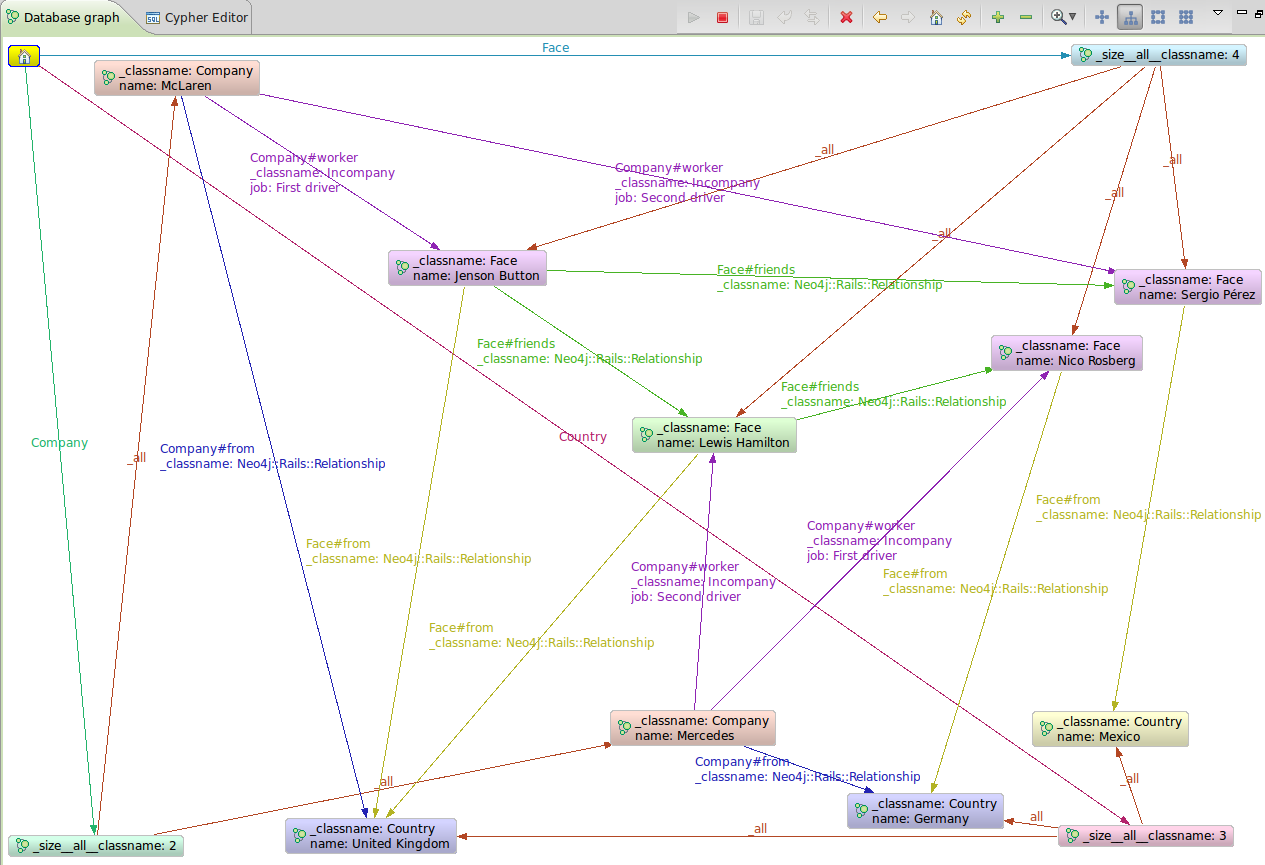 Database graph
SQL
Cypher Editor
Face
_size__all__classname: 4
_classname: Company
name: McLaren
_all
Company#worker
_classname: Incompany
job: First driver
Company#worker
_classname: Incompany
job: Second driver
_all
_all
_all
_classname: Face
name: Jenson Button
Face#friends
_classname: Neo4j::Rails::Relationship
_classname: Face
name: Sergio Pérez
Face#friends
_classname: Neo4j::Rails::Relationship
_classname: Face
name: Nico Rosberg
Face#friends
_classname: Neo4j::Rails::Relationship
_classname: Face
name: Lewis Hamilton
Company
_all
Company#from
_classname: Neo4j::Rails::Relationship
Country
Face#from
_classname: Neo4j::Rails::Relationship
Face#from
_classname: Neo4j::Rails::Relationship
Company#worker
_classname: Incompany
job: First driver
Company#worker
_classname: Incompany
job: Second driver
Face#from
_classname: Neo4j::Rails::Relationship
Face#from
_classname: Neo4j::Rails::Relationship
_classname: Company
name: Mercedes
_classname: Country
name: Mexico
Company#from
_classname: Neo4j::Rails::Relationship
_all
_all
_classname: Country
name: Germany
_all
_classname: Country
name: United Kingdom
_all
_size__all__classname: 3
_size__all__classname: 2